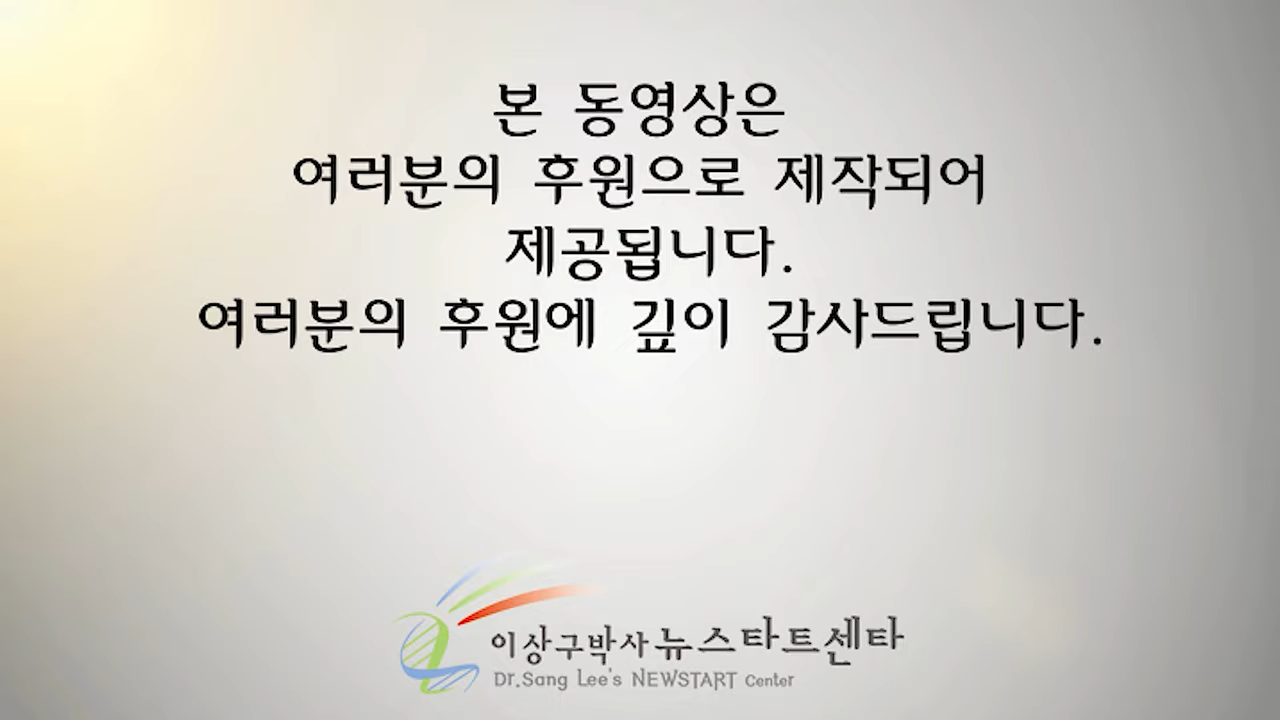 본 동영상은
여러분의 후원으로 제작되어
제공됩니다.
여러분의 후원에 깊이 감사드립니다.
이상구박사 뉴스타트센타
Dr.Sang Lee's NEWSTART Center